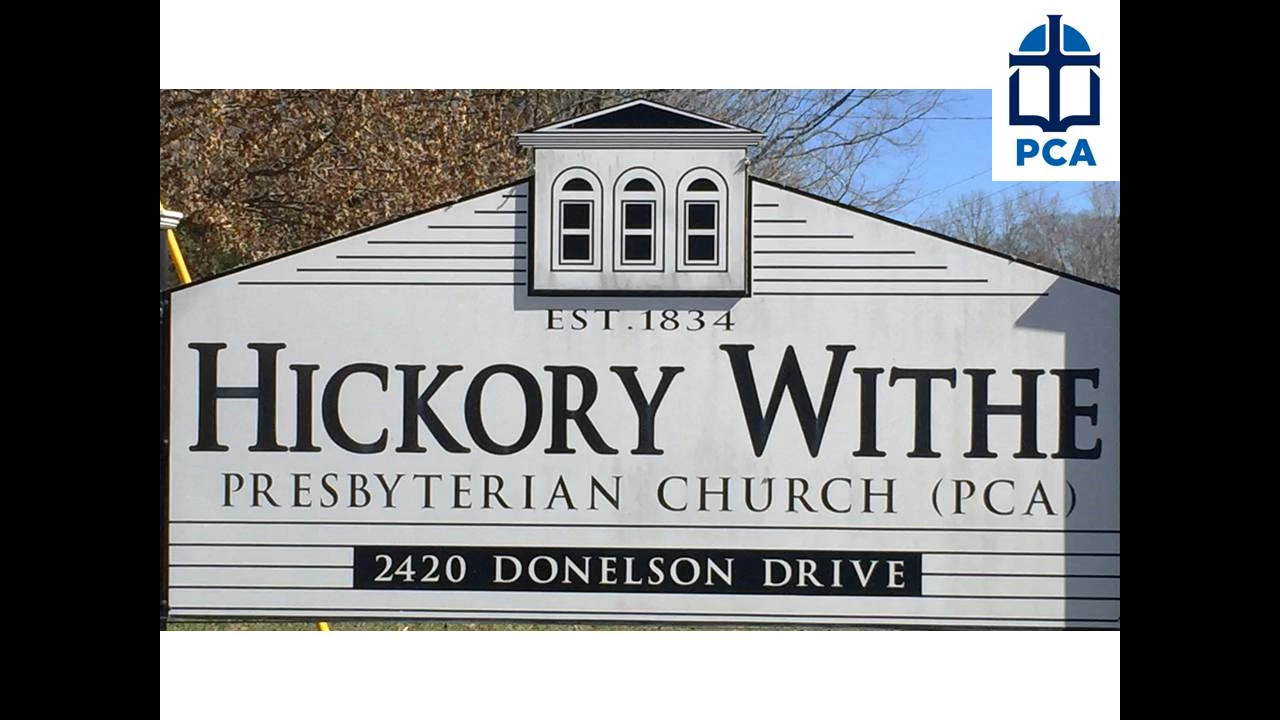 PCA
EST. 1834
HICKORY WITHE
PRESBYTERIAN CHURCH (PCA)
2420 DONELSON DRIVE